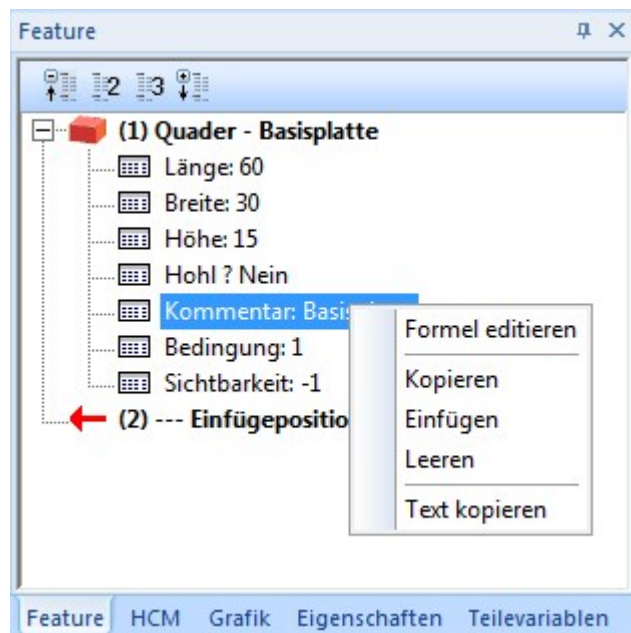 Feature
2 3
(1) Quader - Basisplatte
Länge: 60
Breite: 30
Höhe: 15
Hohl ? Nein
Kommentar:
Bedingung: 1
Sichtbarkeit: -1
(2) --- Einfügepositio
Formel editieren
Kopieren
Einfügen
Leeren
Text kopieren
Feature HCM Grafik Eigenschaften Teilevariablen